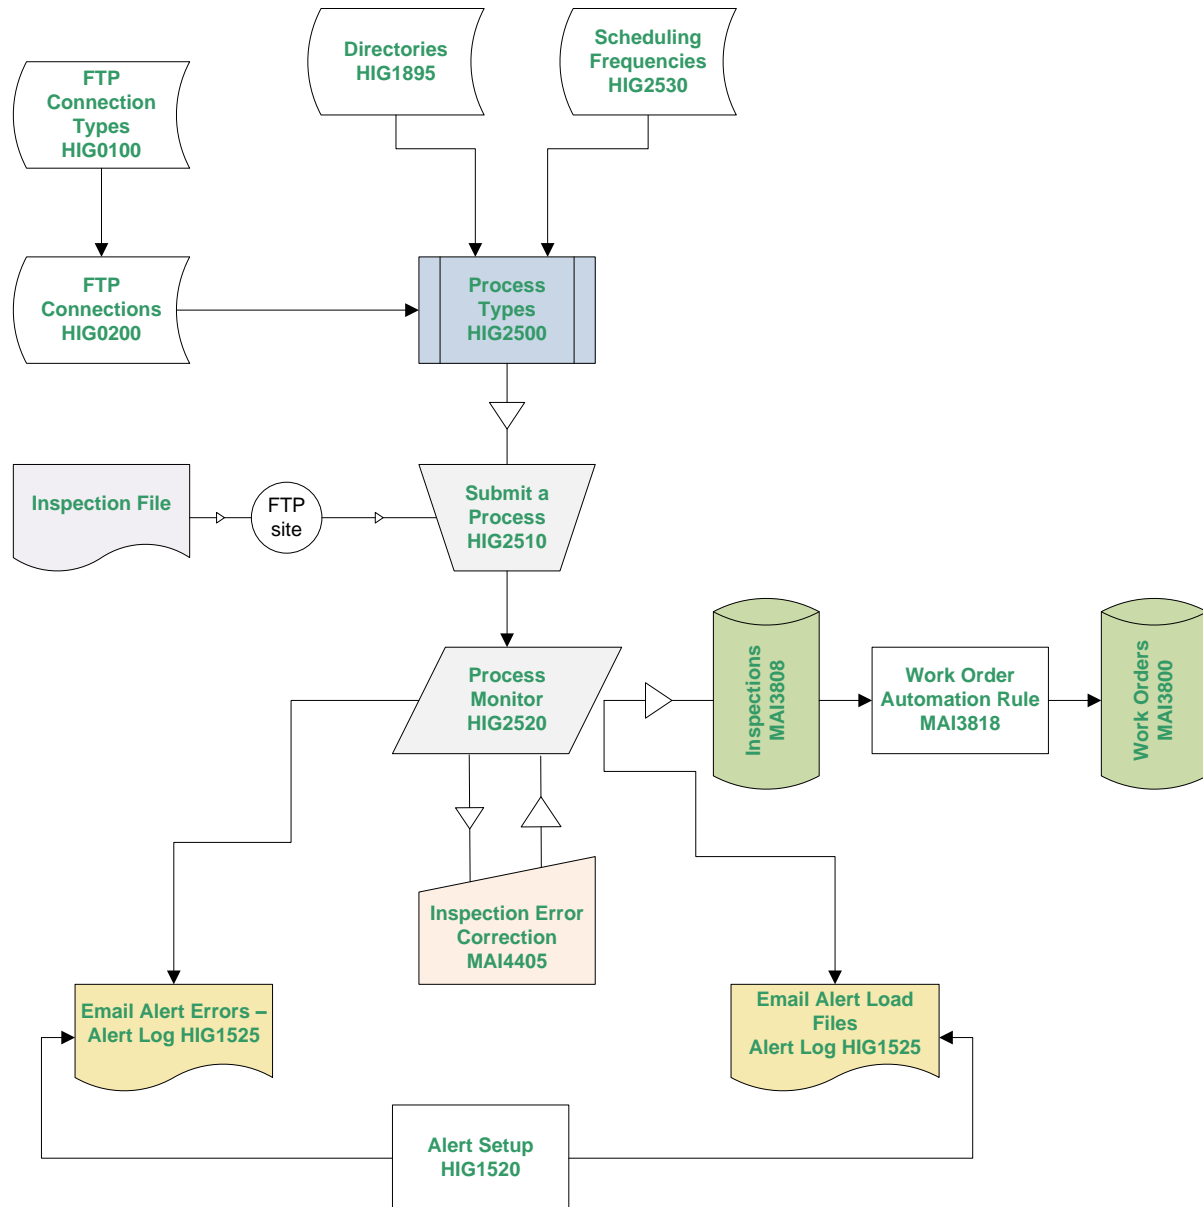 Directories
HIG1895
Scheduling
Frequencies
HIG2530
FTP
Connection
Types
HIG0100
FTP
Connections
HIG0200
Process
Types
HIG2500
Inspection File
FTP
site
Submit a
Process
HIG2510
Process
Monitor
HIG2520
Inspections
MAI3808
Work Order
Automation Rule
MAI3818
Work Orders
MAI3800
Inspection Error
Correction
MAI4405
Email Alert Errors –
Alert Log HIG1525
Email Alert Load
Files
Alert Log HIG1525
Alert Setup
HIG1520